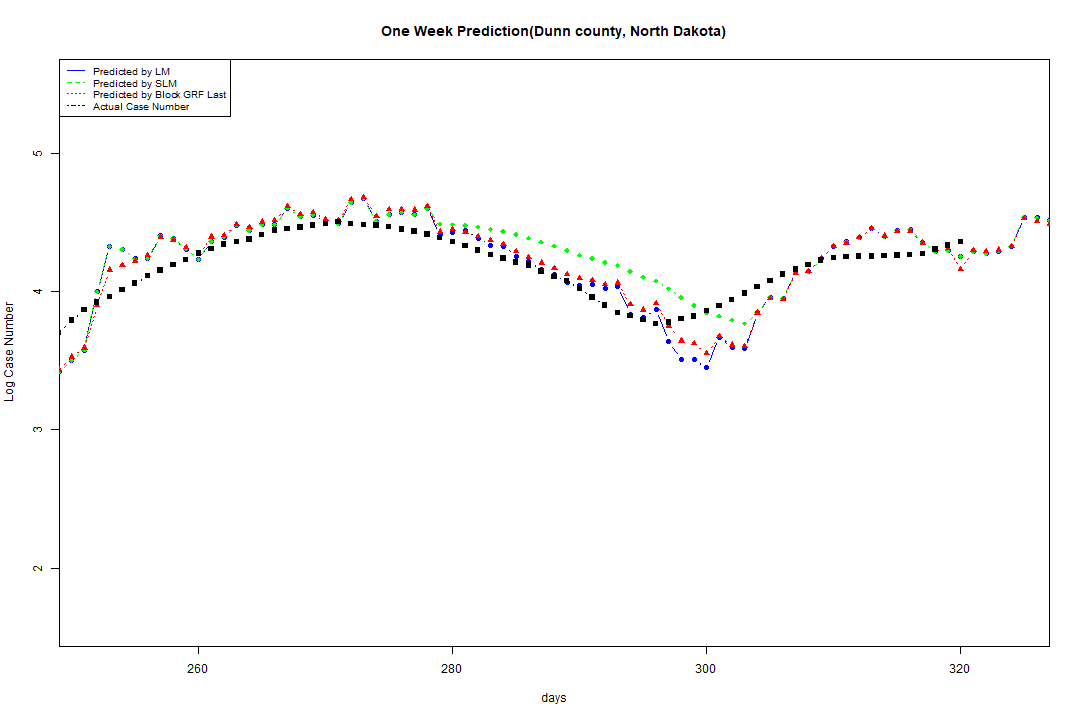 One Week Prediction(Dunn county, North Dakota)
Predicted by LM
Predicted by SLM
Predicted by Block GRF Last
Actual Case Number
5
4
3
2
Log Case Number
260
280
300
320
days